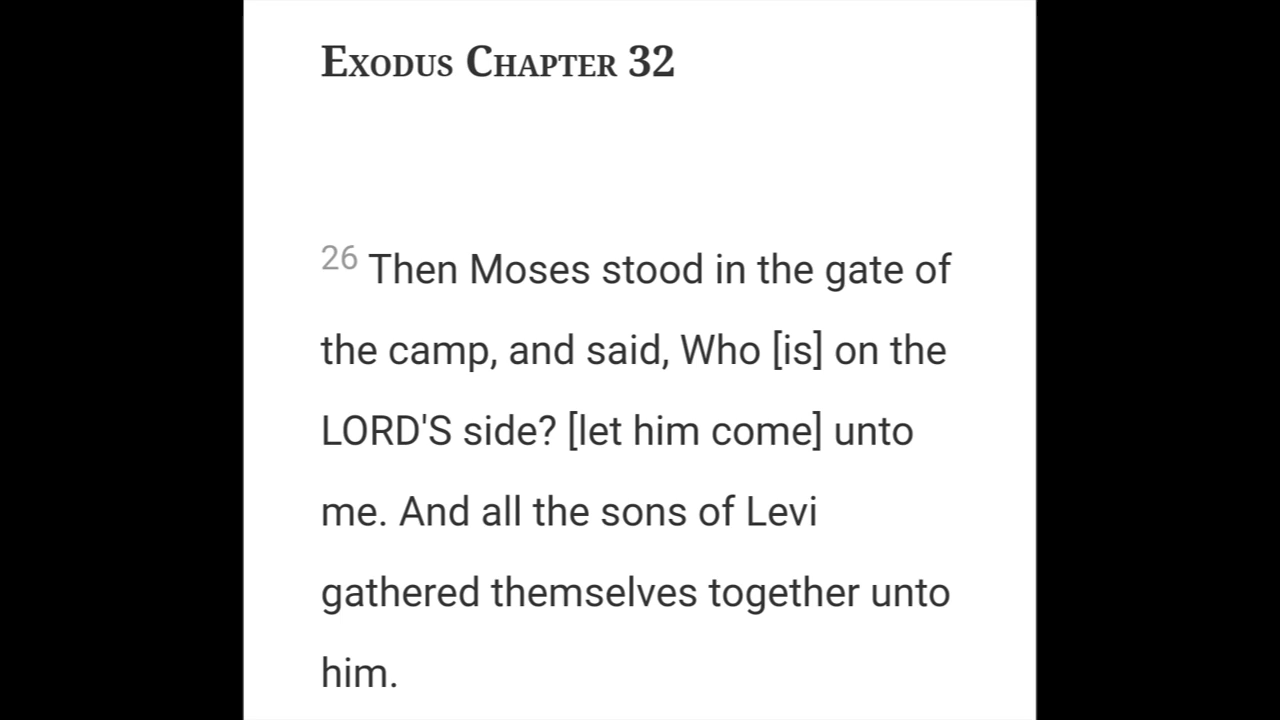 Exodus Chapter 32
26 Then Moses stood in the gate of
the camp, and said, Who [is] on the
LORD'S side? [let him come] unto
me. And all the sons of Levi
gathered themselves together unto
him.